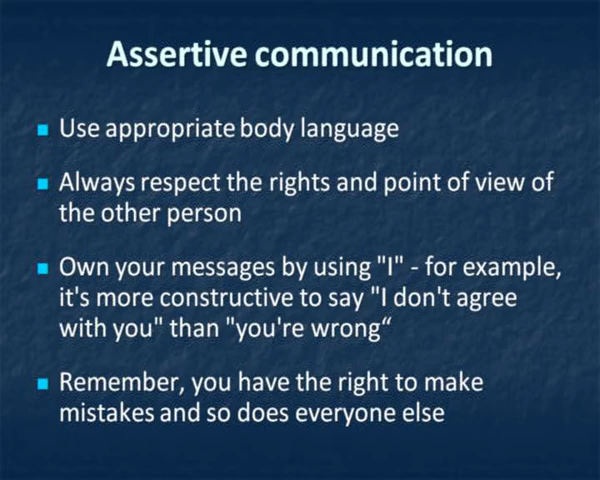 Assertive communication
Use appropriate body language
Always respect the rights and point of view of
the other person
Own your messages by using "I" - for example,
it's more constructive to say "I don't agree
with you" than "you're wrong“
Remember, you have the right to make
mistakes and so does everyone else